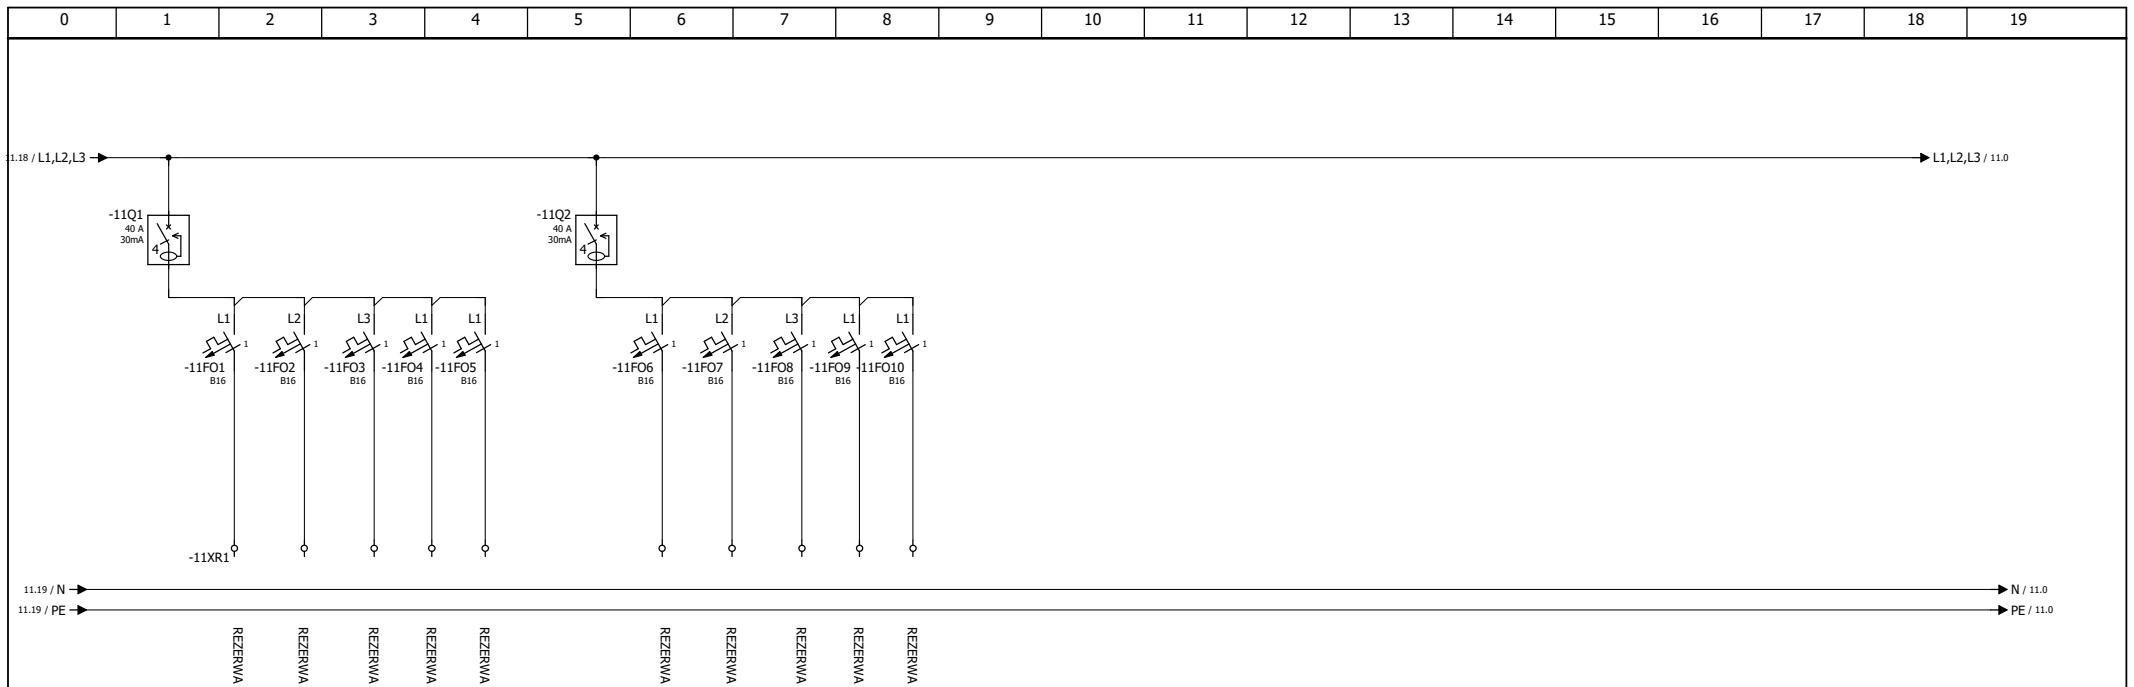 0 1 2 3 4 5 6 7 8 9 10 11 12 13 14 15 16 17 18 19
11.18 / L1,L2,L3 L1,L2,L3 / 11.0
-11Q1 -11Q2
40 A 40 A
30mA 30mA
4 4
L1 L2 L3 L1 L1 L1 L2 L3 L1 L1
1 1 1 1 1 1 1 1 1 1
-11FO1 -11FO2 -11FO3 -11FO4 -11FO5 -11FO6 -11FO7 -11FO8 -11FO9 -11FO10
B16 B16 B16 B16 B16 B16 B16 B16 B16 B16
-11XR1
11.19 / N N / 11.0
11.19 / PE PE / 11.0
REZERWA REZERWA REZERWA REZERWA REZERWA REZERWA REZERWA REZERWA REZERWA REZERWA